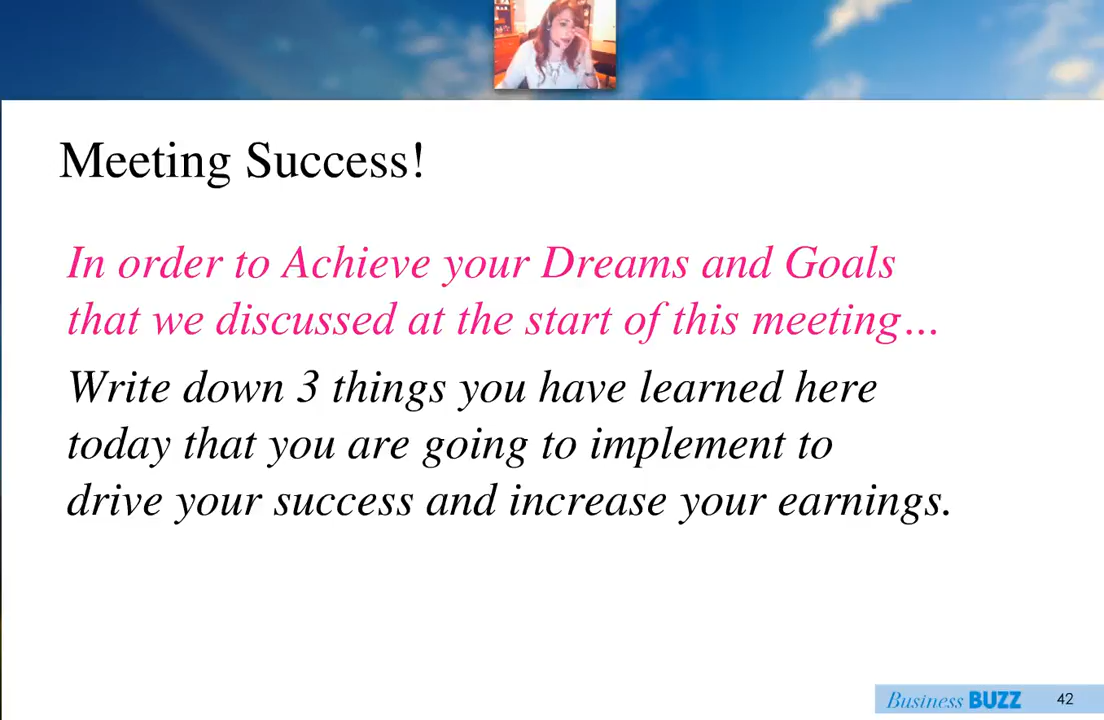 Meeting Success!
In order to Achieve your Dreams and Goals
that we discussed at the start of this meeting...
Write down 3 things you have learned here
today that you are going to implement to
drive your success and increase your earnings.
Business BUZZ 42